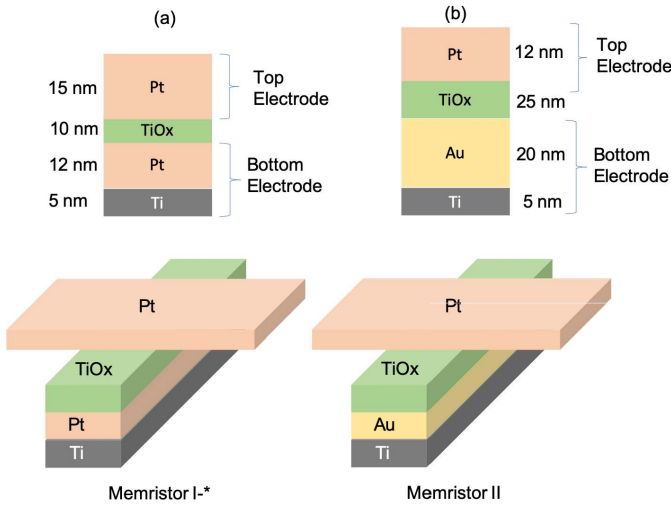 (a)
15 nm
Pt
Top
Electrode
10 nm
TiOx
12 nm
Pt
Bottom
Electrode
5 nm
Ti
(b)
Pt
12 nm
Top
Electrode
TiOx
25 nm
Au
20 nm
Bottom
Electrode
Ti
5 nm
Pt
TiOx
Pt
Ti
Memristor I-*
Pt
TiOx
Au
Ti
Memristor II